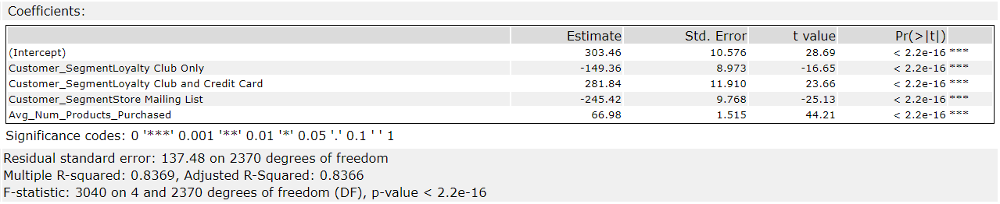 Coefficients:
Estimate Std. Error t value Pr(>|t|)
(Intercept) 303.46 10.576 28.69 < 2.2e-16 ***
Customer_SegmentLoyalty Club Only -149.36 8.973 -16.65 < 2.2e-16 ***
Customer_SegmentLoyalty Club and Credit Card 281.84 11.910 23.66 < 2.2e-16 ***
Customer_SegmentStore Mailing List -245.42 9.768 -25.13 < 2.2e-16 ***
Avg_Num_Products_Purchased 66.98 1.515 44.21 < 2.2e-16 ***
Significance codes: 0 '***' 0.001 '**' 0.01 '*' 0.05 '.' 0.1 ' ' 1
Residual standard error: 137.48 on 2370 degrees of freedom
Multiple R-squared: 0.8369, Adjusted R-Squared: 0.8366
F-statistic: 3040 on 4 and 2370 degrees of freedom (DF), p-value < 2.2e-16